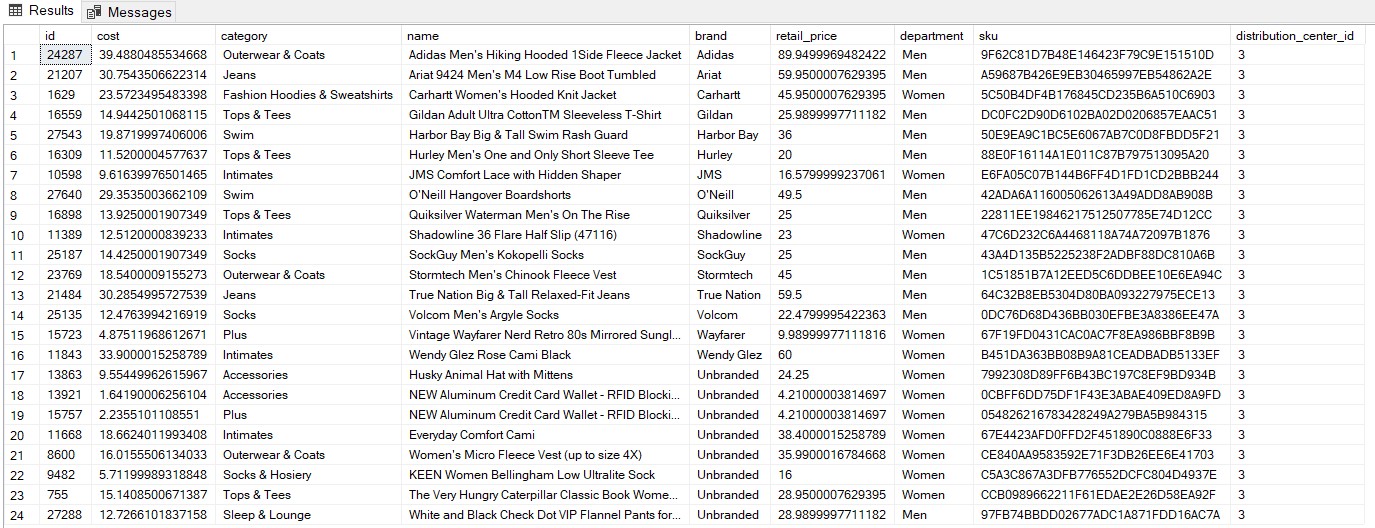 Results Messages
id cost category name brand retail_price department sku distribution_center_id
1 24287 39.4880485534668 Outerwear & Coats Adidas Men's Hiking Hooded 1Side Fleece Jacket Adidas 89.9499969482422 Men 9F62C81D7B48E146423F79C9E151510D 3
2 21207 30.7543506622314 Jeans Ariat 9424 Men's M4 Low Rise Boot Tumbled Ariat 59.9500007629395 Men A59687B426E9EB30465997EB54862A2E 3
3 1629 23.5723495483398 Fashion Hoodies & Sweatshirts Carhartt Women's Hooded Knit Jacket Carhartt 45.9500007629395 Women 5C50B4DF4B176845CD235B6A510C6903 3
4 16559 14.9442501068115 Tops & Tees Gildan Adult Ultra CottonTM Sleeveless T-Shirt Gildan 25.9899997711182 Men DC0FC2D90D6102BA02D0206857EAAC51 3
5 27543 19.8719997406006 Swim Harbor Bay Big & Tall Swim Rash Guard Harbor Bay 36 Men 50E9EA9C1BC5E6067AB7C0D8FBDD5F21 3
6 16309 11.5200004577637 Tops & Tees Hurley Men's One and Only Short Sleeve Tee Hurley 20 Men 88E0F16114A1E011C87B797513095A20 3
7 10598 9.61639976501465 Intimates JMS Comfort Lace with Hidden Shaper JMS 16.5799999237061 Women E6FA05C07B144B6FF4D1FD1CD2BBB244 3
8 27640 29.3535003662109 Swim O'Neill Hangover Boardshorts O'Neill 49.5 Men 42ADA6A116005062613A49ADD8AB908B 3
9 16898 13.9250001907349 Tops & Tees Quiksilver Waterman Men's On The Rise Quiksilver 25 Men 22811EE19846217512507785E74D12CC 3
10 11389 12.5120000839233 Intimates Shadowline 36 Flare Half Slip (47116) Shadowline 23 Women 47C6D232C6A4468118A74A72097B1876 3
11 25187 14.4250001907349 Socks SockGuy Men's Kokopelli Socks SockGuy 25 Men 43A4D135B5225238F2ADBF88DC810A6B 3
12 23769 18.5400009155273 Outerwear & Coats Stormtech Men's Chinook Fleece Vest Stormtech 45 Men 1C51851B7A12EED5C6DDBEE10E6EA94C 3
13 21484 30.2854995727539 Jeans True Nation Big & Tall Relaxed-Fit Jeans True Nation 59.5 Men 64C32B8EB5304D80BA093227975ECE13 3
14 25135 12.4763994216919 Socks Volcom Men's Argyle Socks Volcom 22.4799995422363 Men 0DC76D68D436BB030EFBE3A8386EE47A 3
15 15723 4.87511968612671 Plus Vintage Wayfarer Nerd Retro 80s Mirrored Sungl... Wayfarer 9.98899977111816 Women 67F19FD0431CAC0AC7F8EA986BBF8B9B 3
16 11843 33.9000015258789 Intimates Wendy Glez Rose Cami Black Wendy Glez 60 Women B451DA363BB08B9A81CEADBADB5133EF 3
17 13863 9.55449962615967 Accessories Husky Animal Hat with Mittens Unbranded 24.25 Women 7992308D89FF6B43BC197C8EF9BD934B 3
18 13921 1.64190006256104 Accessories NEW Aluminum Credit Card Wallet - RFID Blocki... Unbranded 4.21000003814697 Women 0CBFF6DD75DF1F43E3ABAE409ED8A9FD 3
19 15757 2.2355101108551 Plus NEW Aluminum Credit Card Wallet - RFID Blocki... Unbranded 4.21000003814697 Women 054826216783428249A279BA5B984315 3
20 11668 18.6624011993408 Intimates Everyday Comfort Cami Unbranded 38.4000015258789 Women 67E4423AFD0FFD2F451890C0888E6F33 3
21 8600 16.0155506134033 Outerwear & Coats Women's Micro Fleece Vest (up to size 4X) Unbranded 35.9900016784668 Women CE840AA9583592E71F3DB26EE6E41703 3
22 9482 5.71199989318848 Socks & Hosiery KEEN Women Bellingham Low Ultralite Sock Unbranded 16 Women C5A3C867A3DFB776552DCFC804D4937E 3
23 755 15.1408500671387 Tops & Tees The Very Hungry Caterpillar Classic Book Wome... Unbranded 28.9500007629395 Women CCB0989662211F61EDAE2E26D58EA92F 3
24 27288 12.7266101837158 Sleep & Lounge White and Black Check Dot VIP Flannel Pants for... Unbranded 28.9899997711182 Men 97FB74BBDD02677ADC1A871FDD16AC7A 3